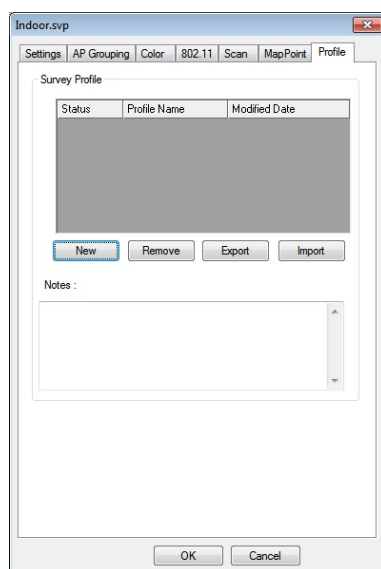 Indoor.svp
Settings AP Grouping Color 802.11 Scan MapPoint Profile
Survey Profile
Status Profile Name Modified Date
New Remove Export Import
Notes :
OK Cancel